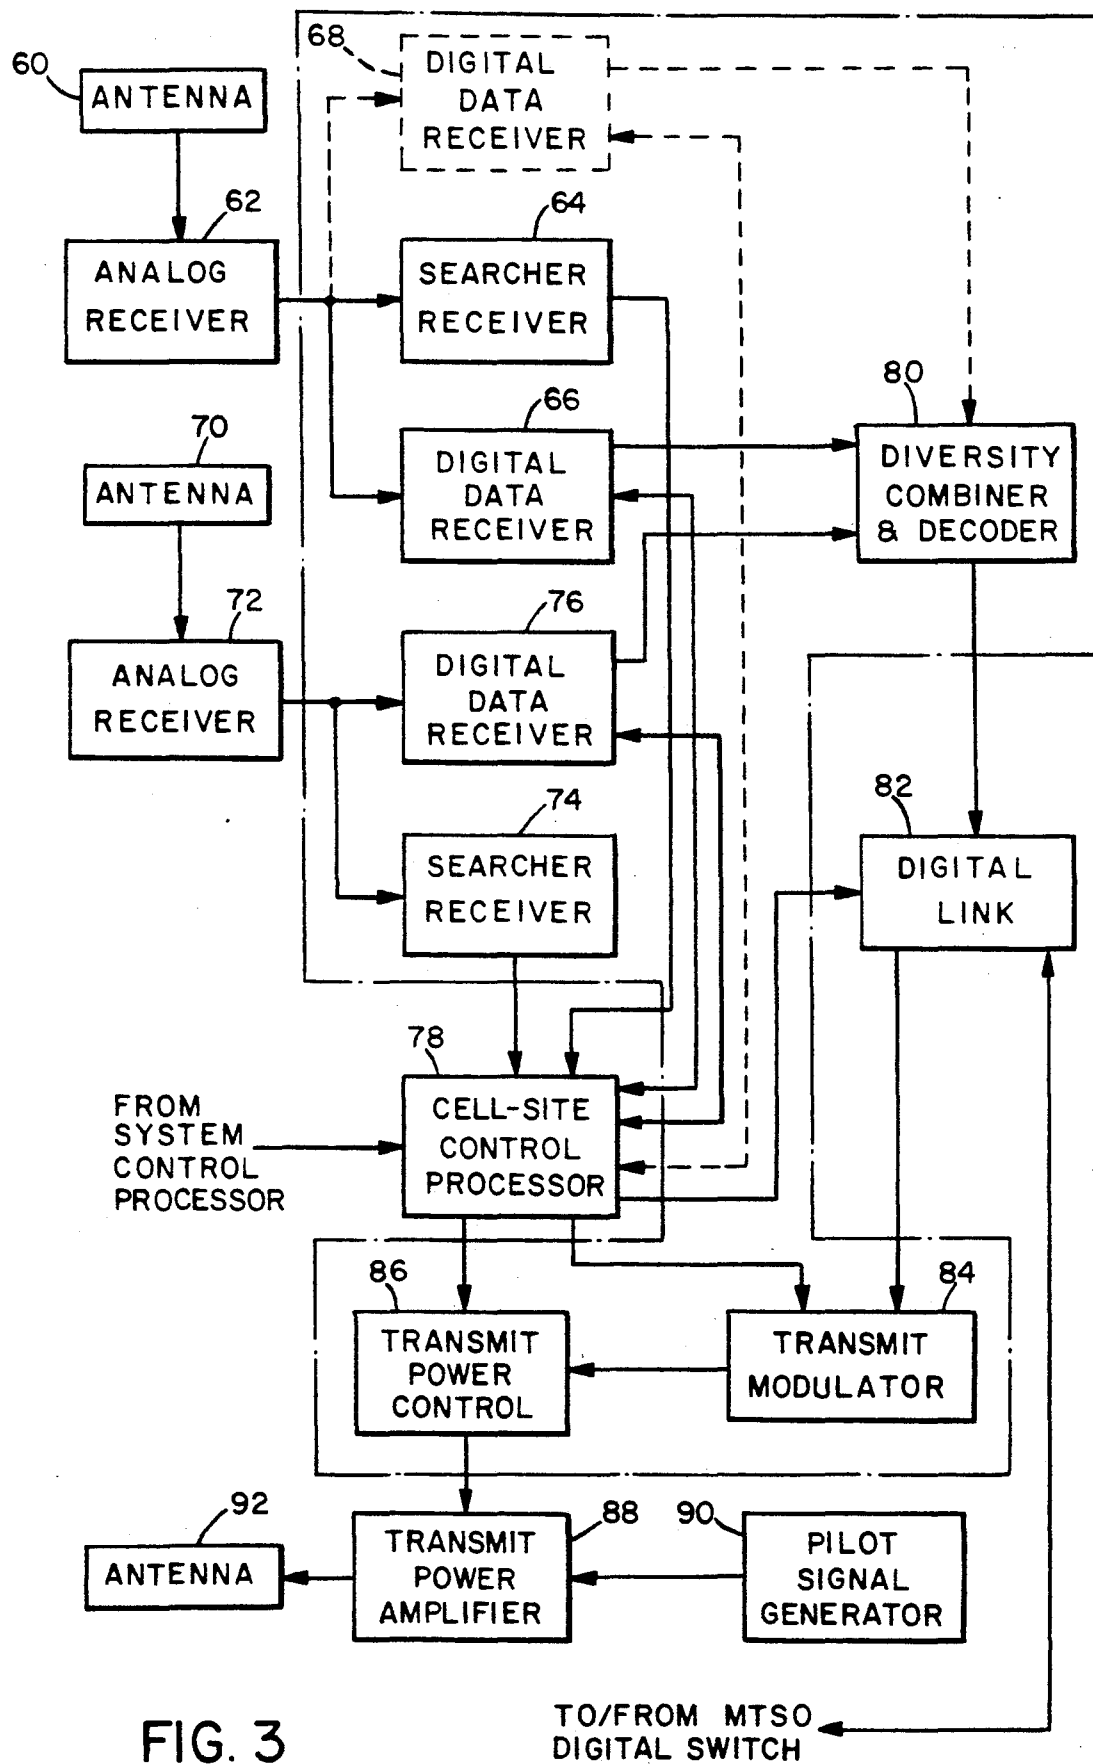 60
ANTENNA
68
DIGITAL
DATA
RECEIVER
62
ANALOG
RECEIVER
64
SEARCHER
RECEIVER
66
DIGITAL
DATA
RECEIVER
80
DIVERSITY
COMBINER
& DECODER
70
ANTENNA
72
ANALOG
RECEIVER
76
DIGITAL
DATA
RECEIVER
74
SEARCHER
RECEIVER
82
DIGITAL
LINK
78
CELL-SITE
CONTROL
PROCESSOR
FROM
SYSTEM
CONTROL
PROCESSOR
86
TRANSMIT
POWER
CONTROL
84
TRANSMIT
MODULATOR
92
ANTENNA
88
TRANSMIT
POWER
AMPLIFIER
90
PILOT
SIGNAL
GENERATOR
FIG. 3
TO/FROM MTSO
DIGITAL SWITCH